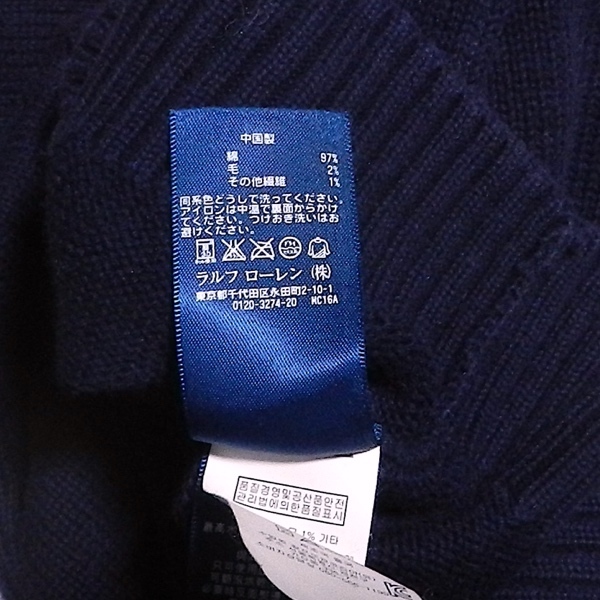 中国製
綿 97%
毛 2%
その他繊維 1%
同系色どうしで洗ってください。
アイロンは中温で裏面からかけ
てください。つけおき洗いはお
避けください。
ラルフ ローレン (株)
東京都千代田区永田町2-10-1
0120-3274-20 MC16A
품질경영및공산품안전
관리법에의한품질표시
1% 기타